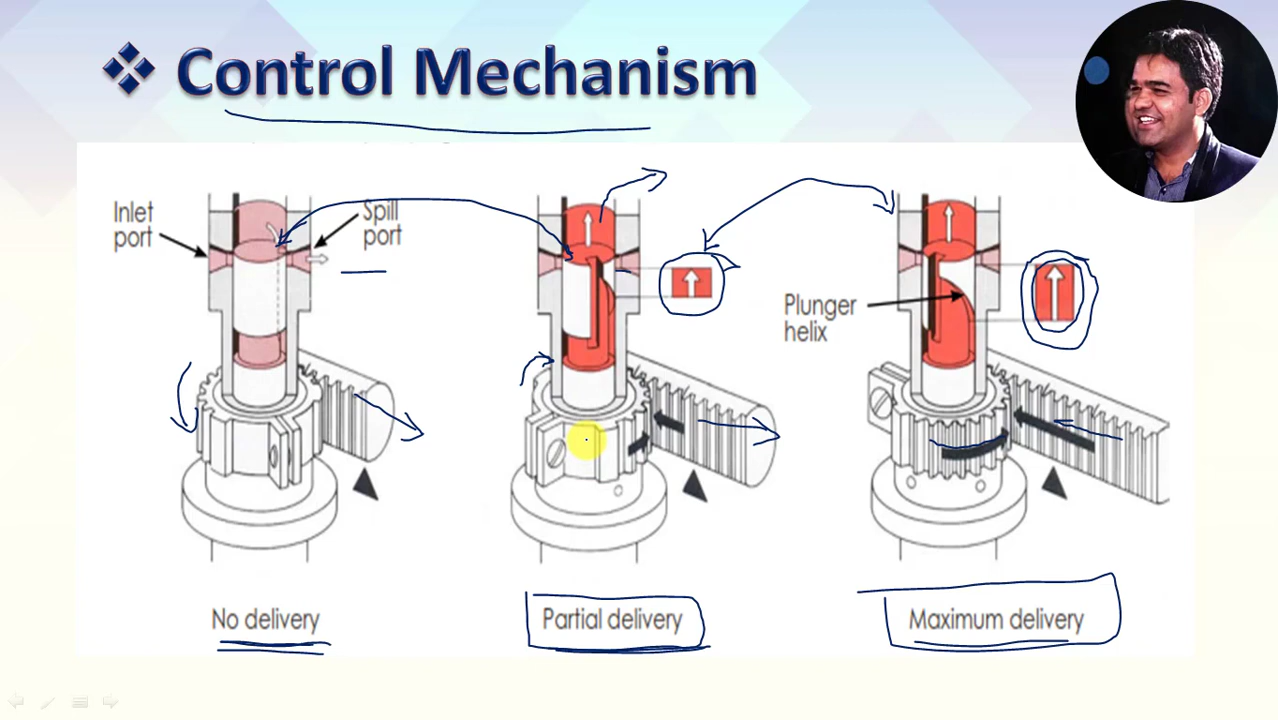 ❖ Control Mechanism
Inlet
port
Spill
port
Plunger
helix
No delivery
Partial delivery
Maximum delivery